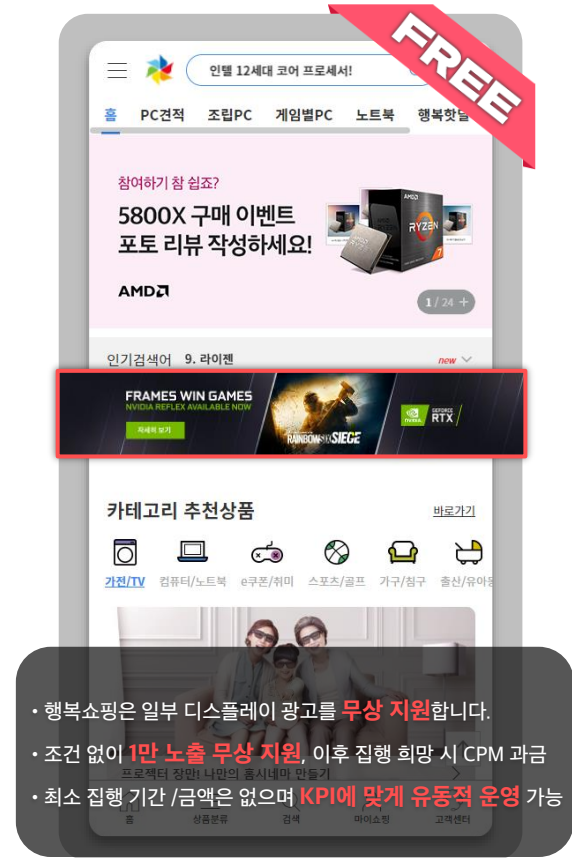 FREE
인텔 12세대 코어 프로세서!
홈 PC견적 조립PC 게임별PC 노트북 행복핫딜
참여하기 참 쉽죠?
5800X 구매 이벤트
포토 리뷰 작성하세요!
AMD
RYZEN
7
AMD
1 / 24 +
인기검색어 9. 라이젠 new
FRAMES WIN GAMES
NVIDIA REFLEX AVAILABLE NOW
자세히 보기
RAINBOW SIX SIEGE
NVIDIA. GEFORCE RTX
카테고리 추천상품 바로가기
가전/TV 컴퓨터/노트북 e쿠폰/취미 스포츠/골프 가구/침구 출산/유아동
• 행복쇼핑은 일부 디스플레이 광고를 무상 지원합니다.
• 조건 없이 1만 노출 무상 지원, 이후 집행 희망 시 CPM 과금
프로젝터 장만! 나만의 홈시네마 만들기
• 최소 집행 기간 /금액은 없으며 KPI에 맞게 유동적 운영 가능
홈 상품분류 검색 마이쇼핑 고객센터